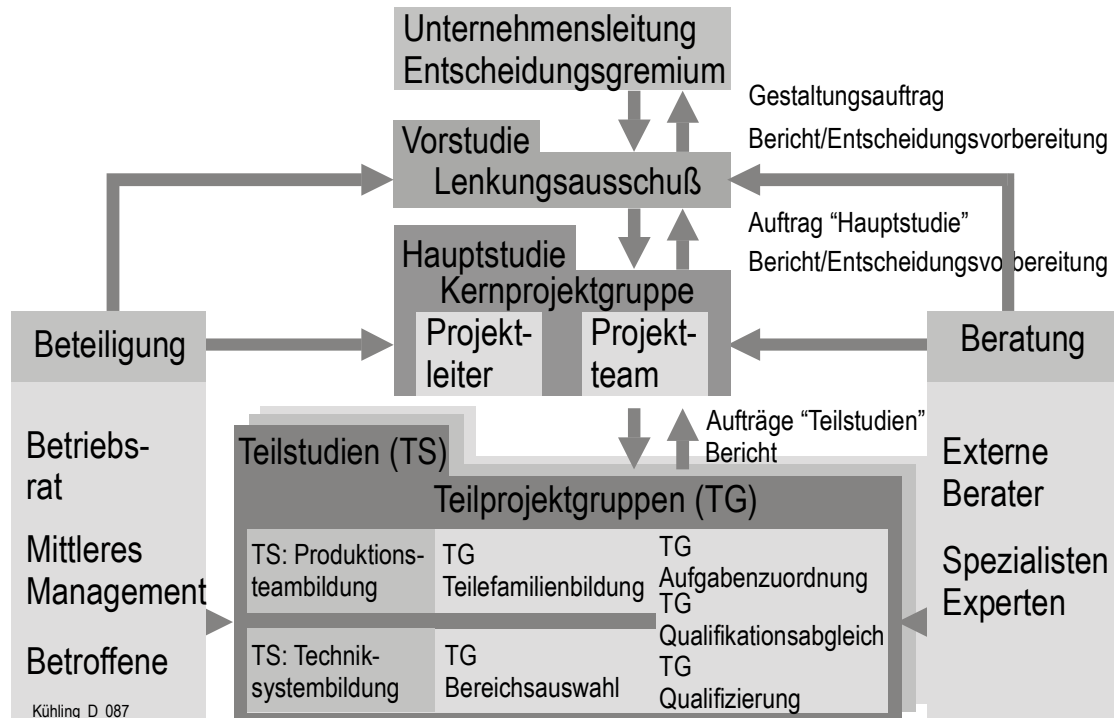 Unternehmensleitung
Entscheidungsgremium
Gestaltungsauftrag
Bericht/Entscheidungsvorbereitung
Vorstudie
Lenkungsausschuß
Auftrag “Hauptstudie”
Bericht/Entscheidungsvorbereitung
Hauptstudie
Kernprojektgruppe
Projekt-
leiter
Projekt-
team
Beteiligung
Betriebs-
rat
Mittleres
Management
Betroffene
Kühling D 087
Beratung
Externe
Berater
Spezialisten
Experten
Aufträge “Teilstudien”
Bericht
Teilstudien (TS)
Teilprojektgruppen (TG)
TS: Produktions-
teambildung
TG
Teilefamilienbildung
TG
Aufgabenzuordnung
TG
Qualifikationsabgleich
TS: Technik-
systembildung
TG
Bereichsauswahl
TG
Qualifizierung